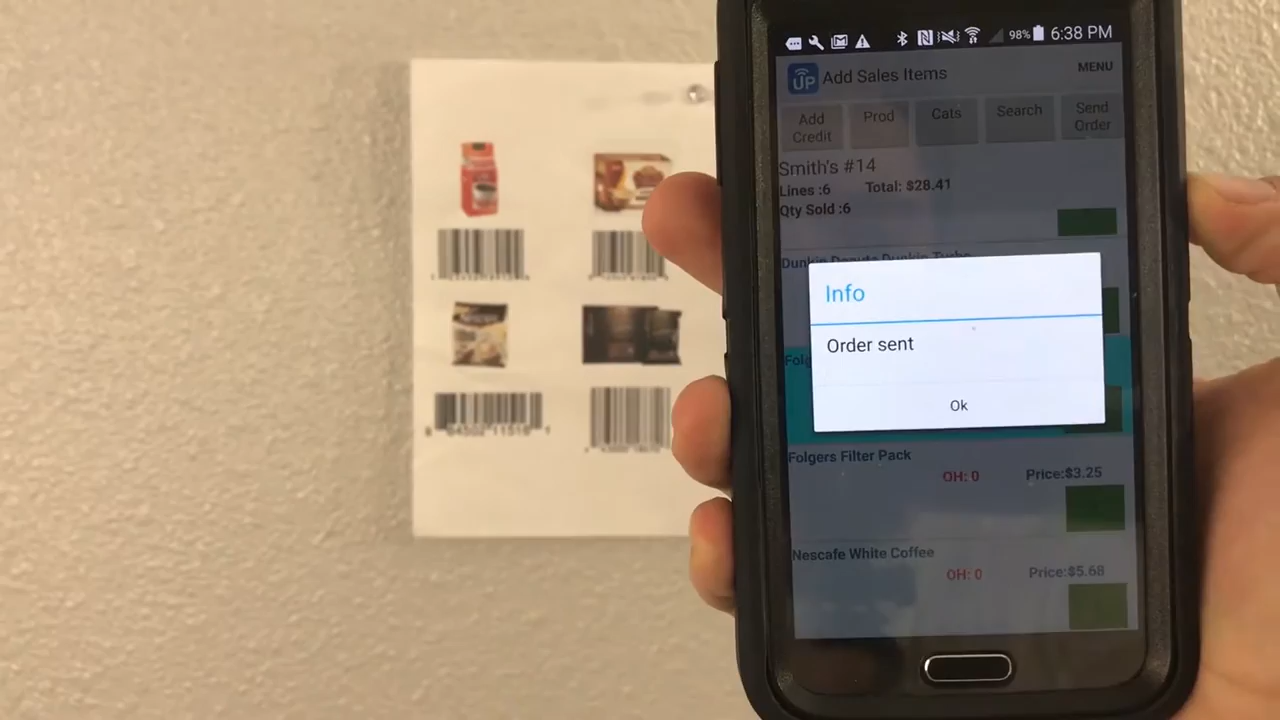 98% 6:38 PM
UP Add Sales Items MENU
Add Credit
Prod
Cats
Search
Send Order
Smith's #14
Lines :6 Total: $28.41
Qty Sold :6
Info
Order sent
Ok
Folgers Filter Pack
OH: 0 Price:$3.25
Nescafe White Coffee
OH: 0 Price:$5.68